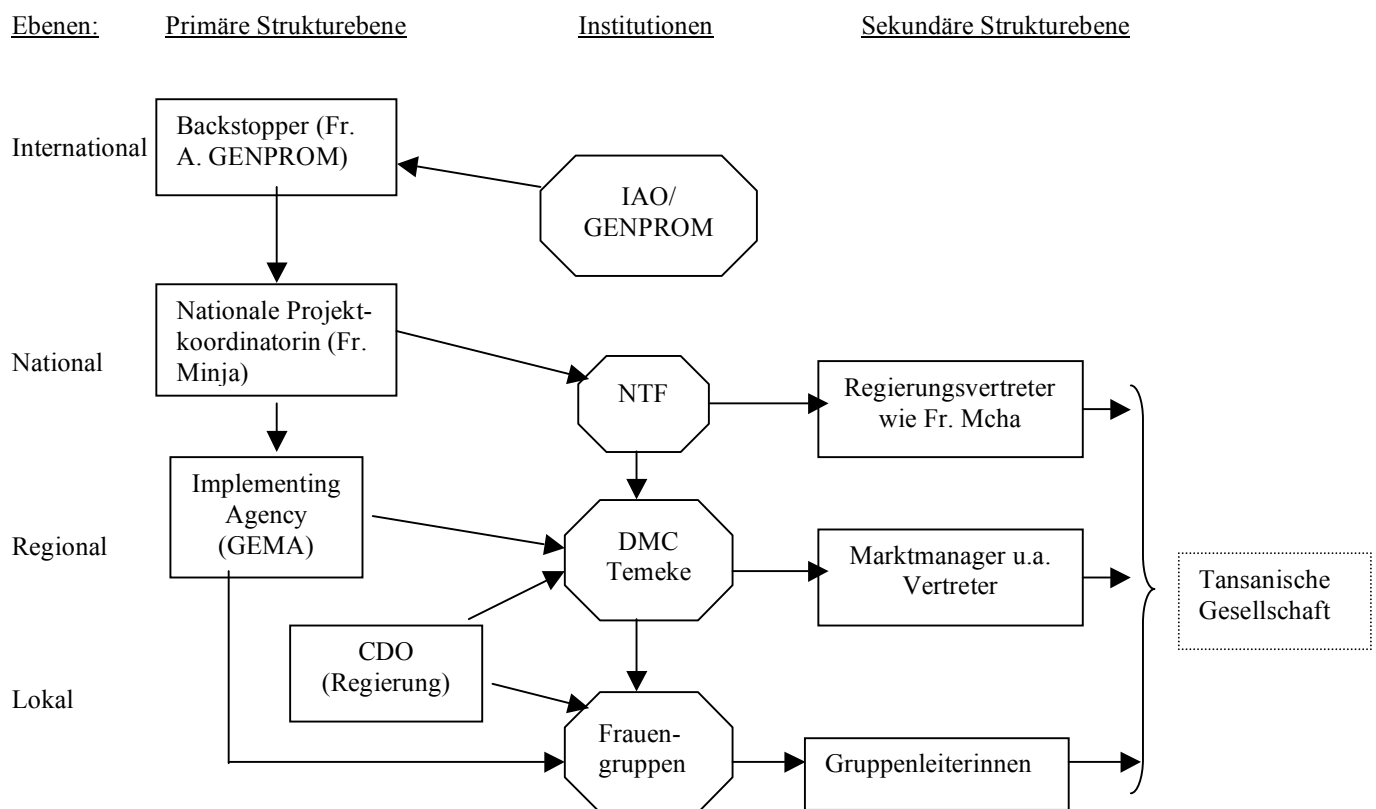 Ebenen:
Primäre Strukturebene
Institutionen
Sekundäre Strukturebene
International
Backstopper (Fr.
A. GENPROM)
IAO/
GENPROM
National
Nationale Projekt-
koordinatorin (Fr.
Minja)
NTF
Regierungsvertreter
wie Fr. Mcha
Regional
Implementing
Agency
(GEMA)
DMC
Temeke
Marktmanager u.a.
Vertreter
Tansanische
Gesellschaft
Lokal
CDO
(Regierung)
Frauen-
gruppen
Gruppenleiterinnen